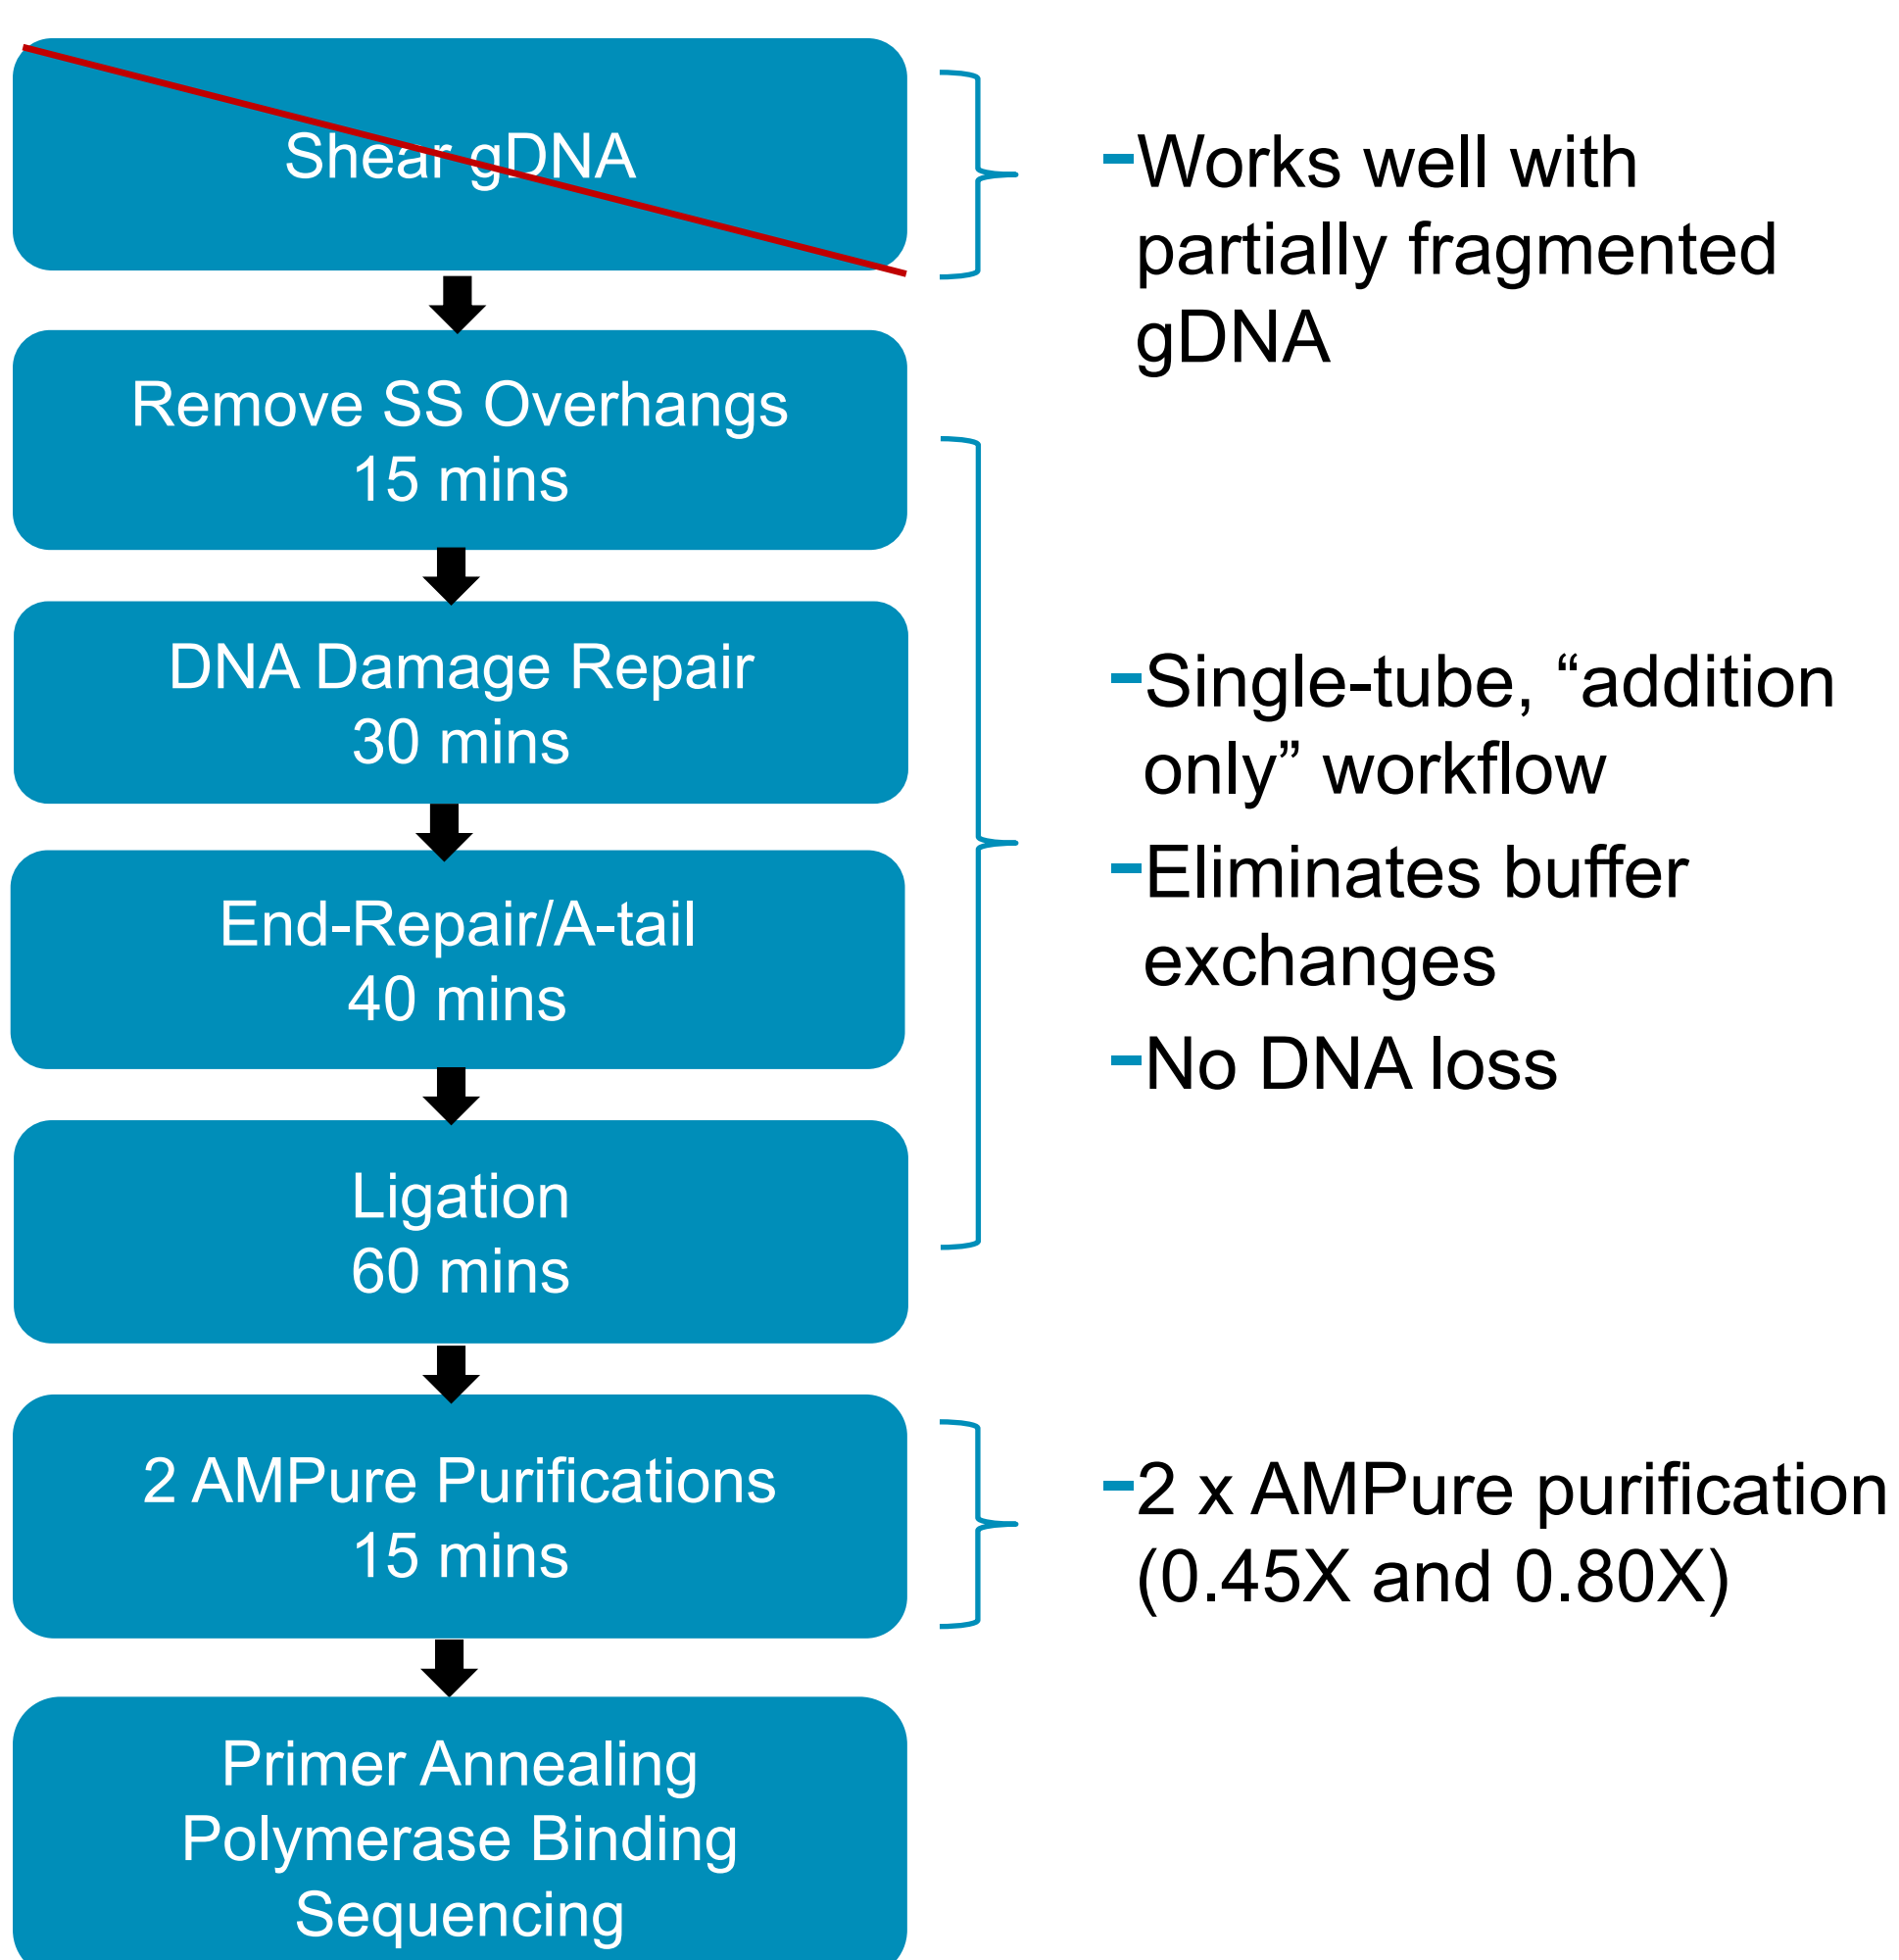 Shear gDNA
-Works well with
partially fragmented
gDNA
Remove SS Overhangs
15 mins
DNA Damage Repair
30 mins
End-Repair/A-tail
40 mins
Ligation
60 mins
-Single-tube, “addition
only” workflow
-Eliminates buffer
exchanges
-No DNA loss
2 AMPure Purifications
15 mins
-2 x AMPure purification
(0.45X and 0.80X)
Primer Annealing
Polymerase Binding
Sequencing